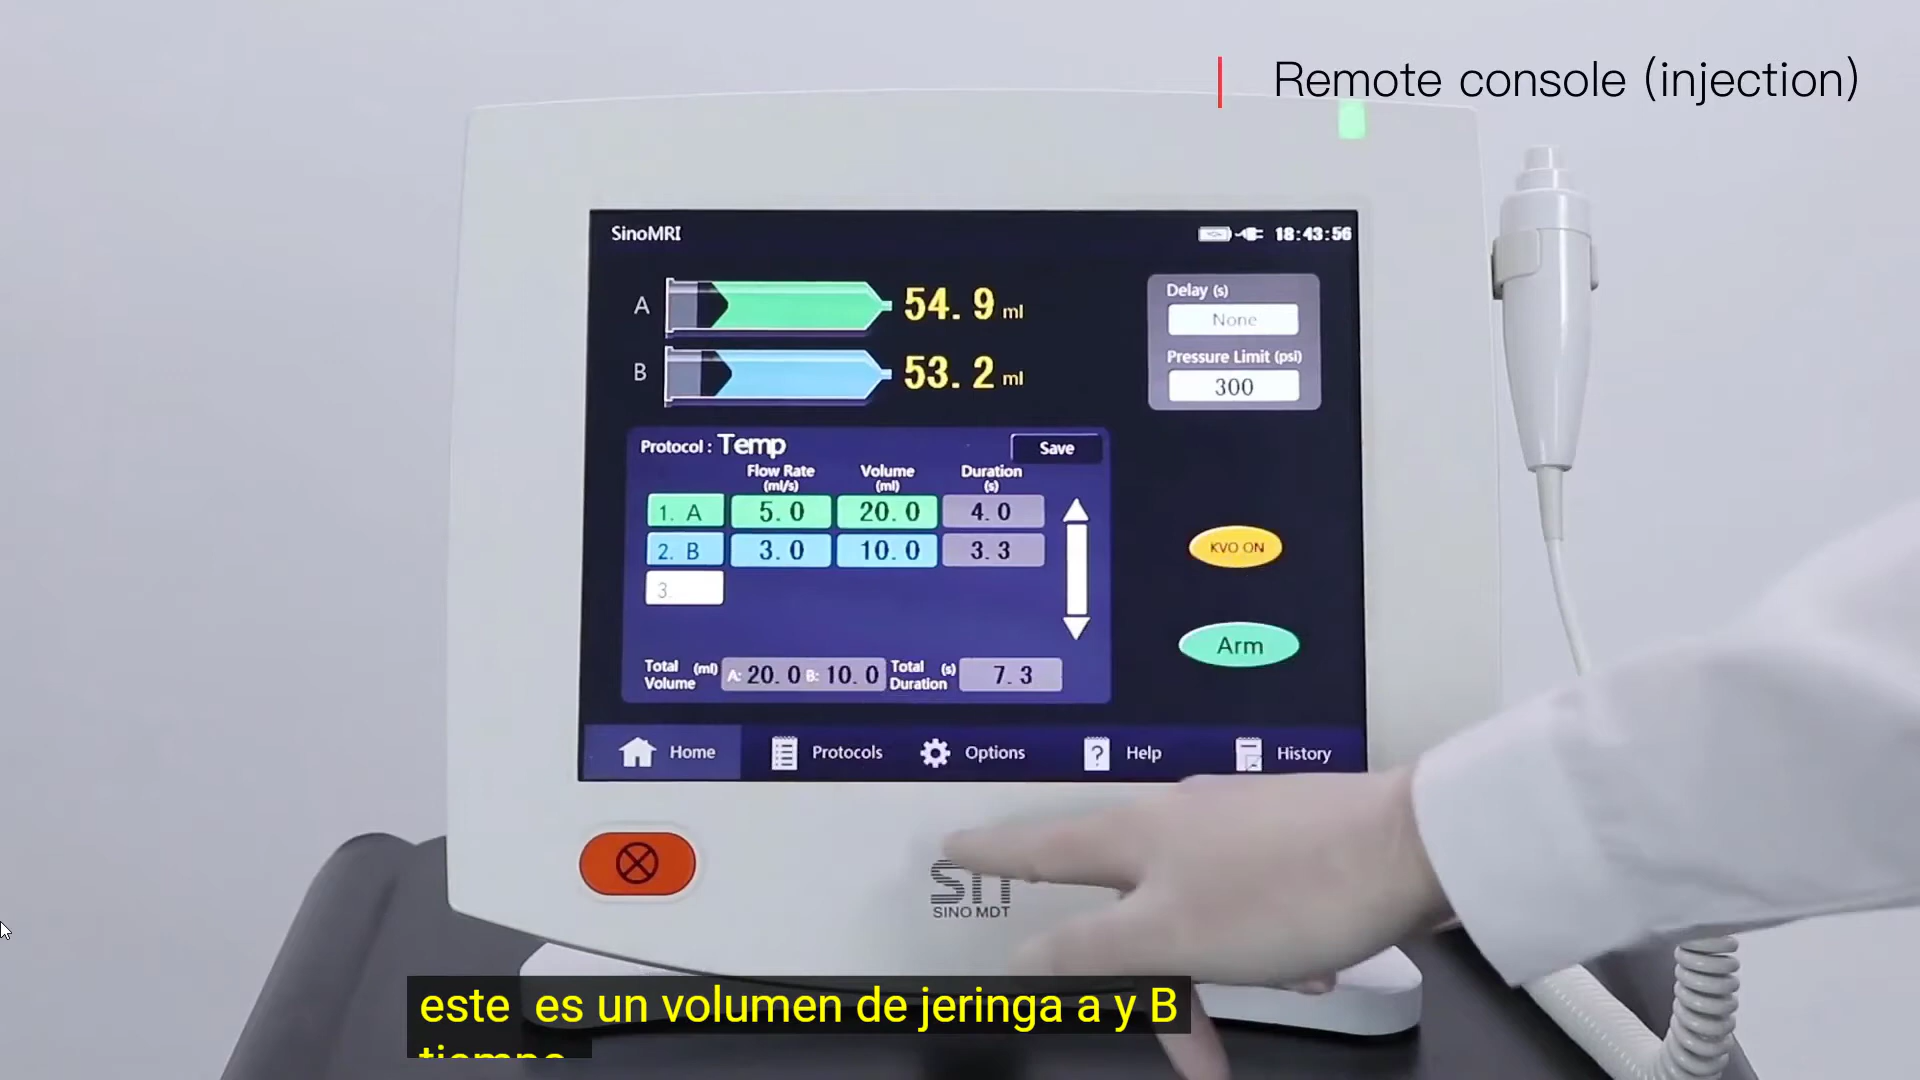 Remote console (injection)
SinoMRI
18:43:56
A
54.9 ml
B
53.2 ml
Delay (s)
None
Pressure Limit (psi)
300
Protocol : Temp
Save
Flow Rate (ml/s)
Volume (ml)
Duration (s)
1. A 5.0 20.0 4.0
2. B 3.0 10.0 3.3
3.
KVO ON
Arm
Total Volume (ml) A: 20.0 B: 10.0
Total Duration (s) 7.3
Home
Protocols
Options
Help
History
SINO MDT
este es un volumen de jeringa a y B